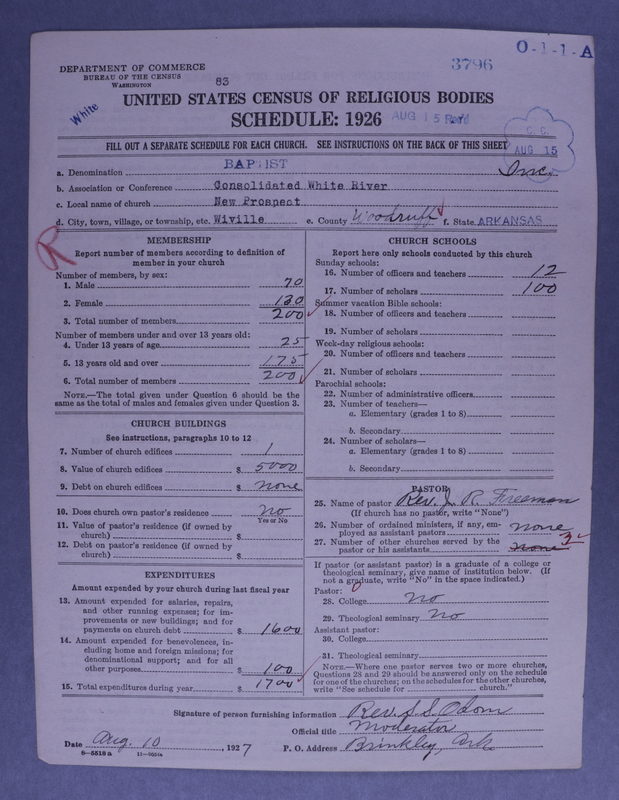 O-1-1-A
3796
DEPARTMENT OF COMMERCE
BUREAU OF THE CENSUS
WASHINGTON
83
White
UNITED STATES CENSUS OF RELIGIOUS BODIES
SCHEDULE: 1926
AUG 15
FILL OUT A SEPARATE SCHEDULE FOR EACH CHURCH. SEE INSTRUCTIONS ON THE BACK OF THIS SHEET
AUG 15
a. Denomination BAPTIST Inc.
b. Association or Conference Consolidated White River
c. Local name of church New Prospect
d. City, town, village, or township, etc. Wiville e. County Woodruff f. State ARKANSAS
MEMBERSHIP
Report number of members according to definition of
member in your church
Number of members, by sex:
1. Male 70
2. Female 130
3. Total number of members 200
Number of members under and over 13 years old:
4. Under 13 years of age 25
5. 13 years old and over 175
6. Total number of members 200
NOTE.—The total given under Question 6 should be the
same as the total of males and females given under Question 3.
CHURCH BUILDINGS
See instructions, paragraphs 10 to 12
7. Number of church edifices 1
8. Value of church edifices $ 5000
9. Debt on church edifices $ none
10. Does church own pastor's residence no
Yes or No
11. Value of pastor's residence (if owned by
church) $
12. Debt on pastor's residence (if owned by
church) $
EXPENDITURES
Amount expended by your church during last fiscal year
13. Amount expended for salaries, repairs,
and other running expenses; for im-
provements or new buildings; and for
payments on church debt $ 1600
14. Amount expended for benevolences, in-
cluding home and foreign missions; for
denominational support; and for all
other purposes $ 100
15. Total expenditures during year $ 1700
CHURCH SCHOOLS
Report here only schools conducted by this church
Sunday schools:
16. Number of officers and teachers 12
17. Number of scholars 100
Summer vacation Bible schools:
18. Number of officers and teachers
19. Number of scholars
Week-day religious schools:
20. Number of officers and teachers
21. Number of scholars
Parochial schools:
22. Number of administrative officers
23. Number of teachers—
a. Elementary (grades 1 to 8)
b. Secondary
24. Number of scholars—
a. Elementary (grades 1 to 8)
b. Secondary
PASTOR
25. Name of pastor Rev. J. R. Freeman
(If church has no pastor, write "None")
26. Number of ordained ministers, if any, em-
ployed as assistant pastors none
27. Number of other churches served by the
pastor or his assistants none 3
If pastor (or assistant pastor) is a graduate of a college or
theological seminary, give name of institution below. (If
not a graduate, write "No" in the space indicated.)
Pastor:
28. College no
29. Theological seminary no
Assistant pastor:
30. College
31. Theological seminary
NOTE.—Where one pastor serves two or more churches,
Questions 28 and 29 should be answered only on the schedule
for one of the churches; on the schedules for the other churches,
write "See schedule for church."
Signature of person furnishing information Rev. S. S. Odom
Official title Moderator
Date Aug. 10, 1927 P. O. Address Brinkley, Ark
8-5518a